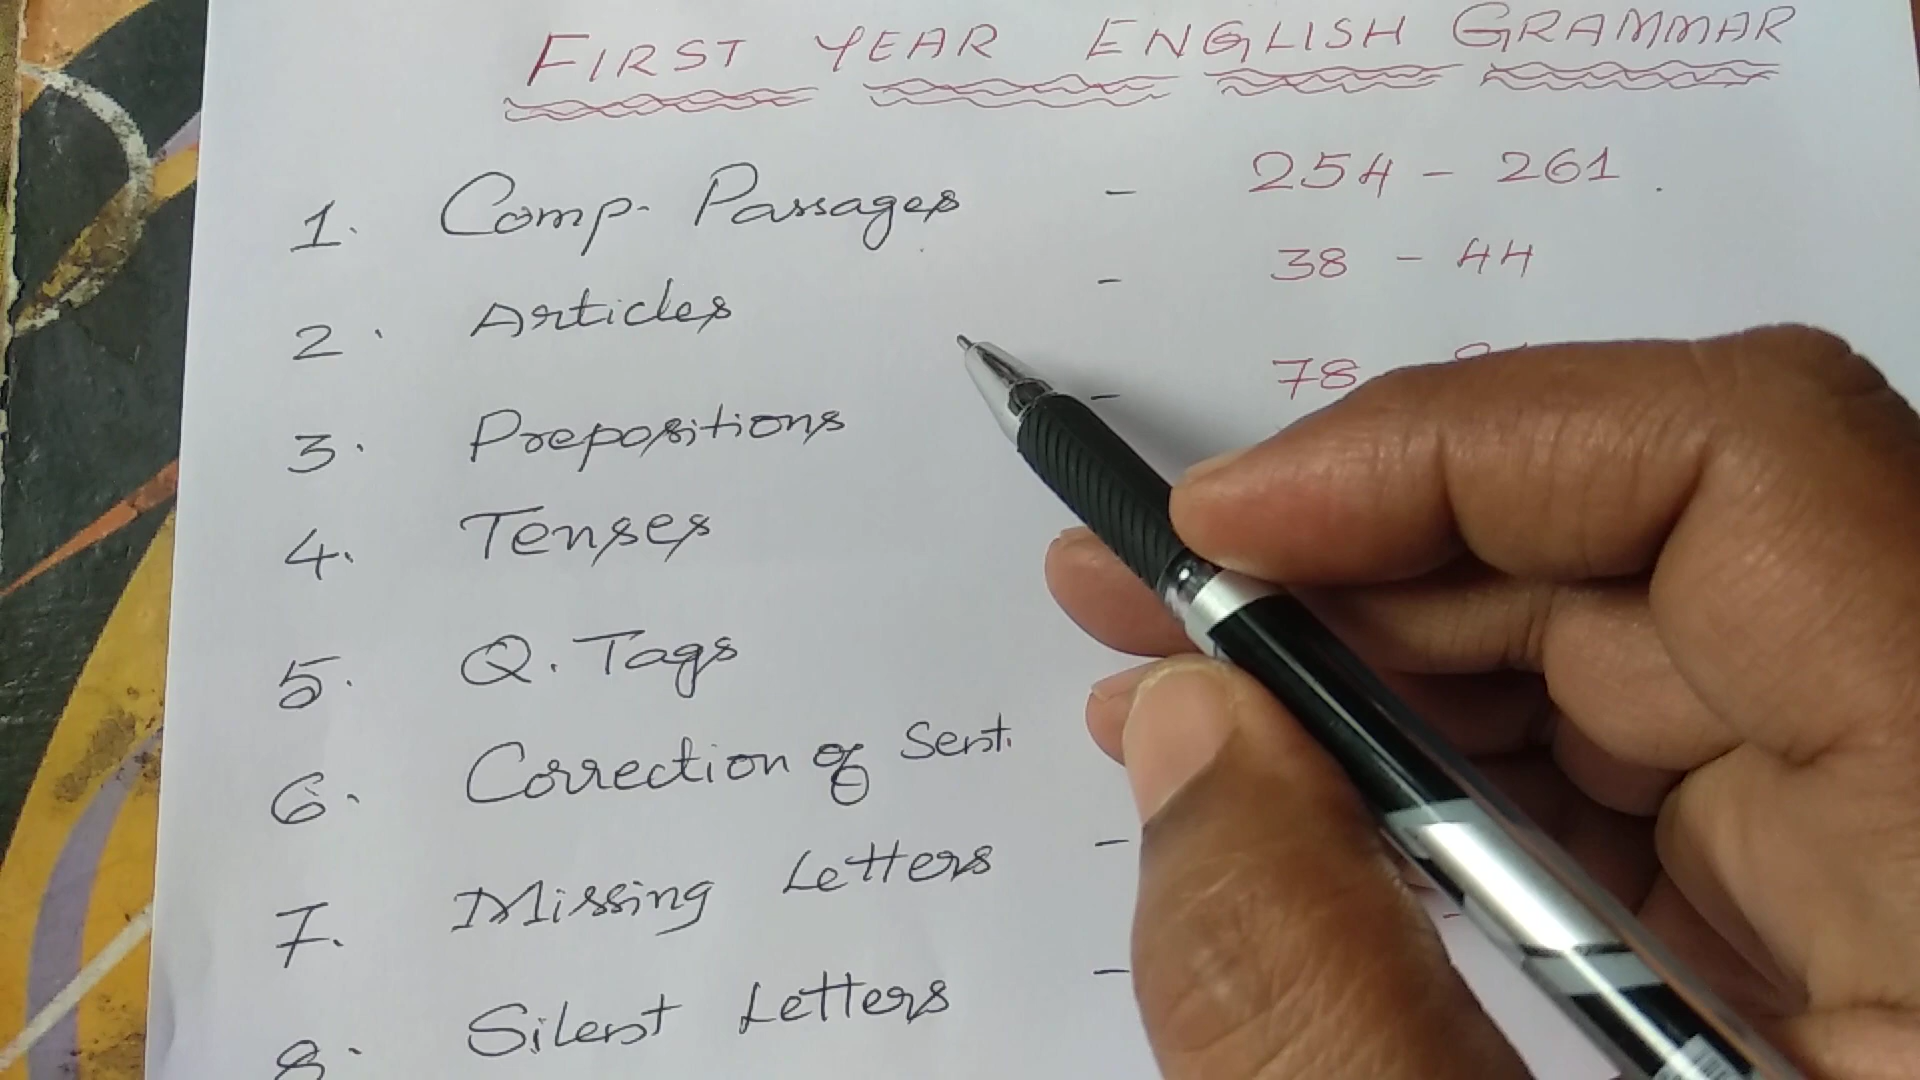 FIRST YEAR ENGLISH GRAMMAR
1. Comp. Passages - 254 - 261.
2. Articles - 38 - 44
3. Prepositions - 78
4. Tenses
5. Q. Tags
6. Correction of Sent.
7. Missing Letters -
8. Silent Letters -